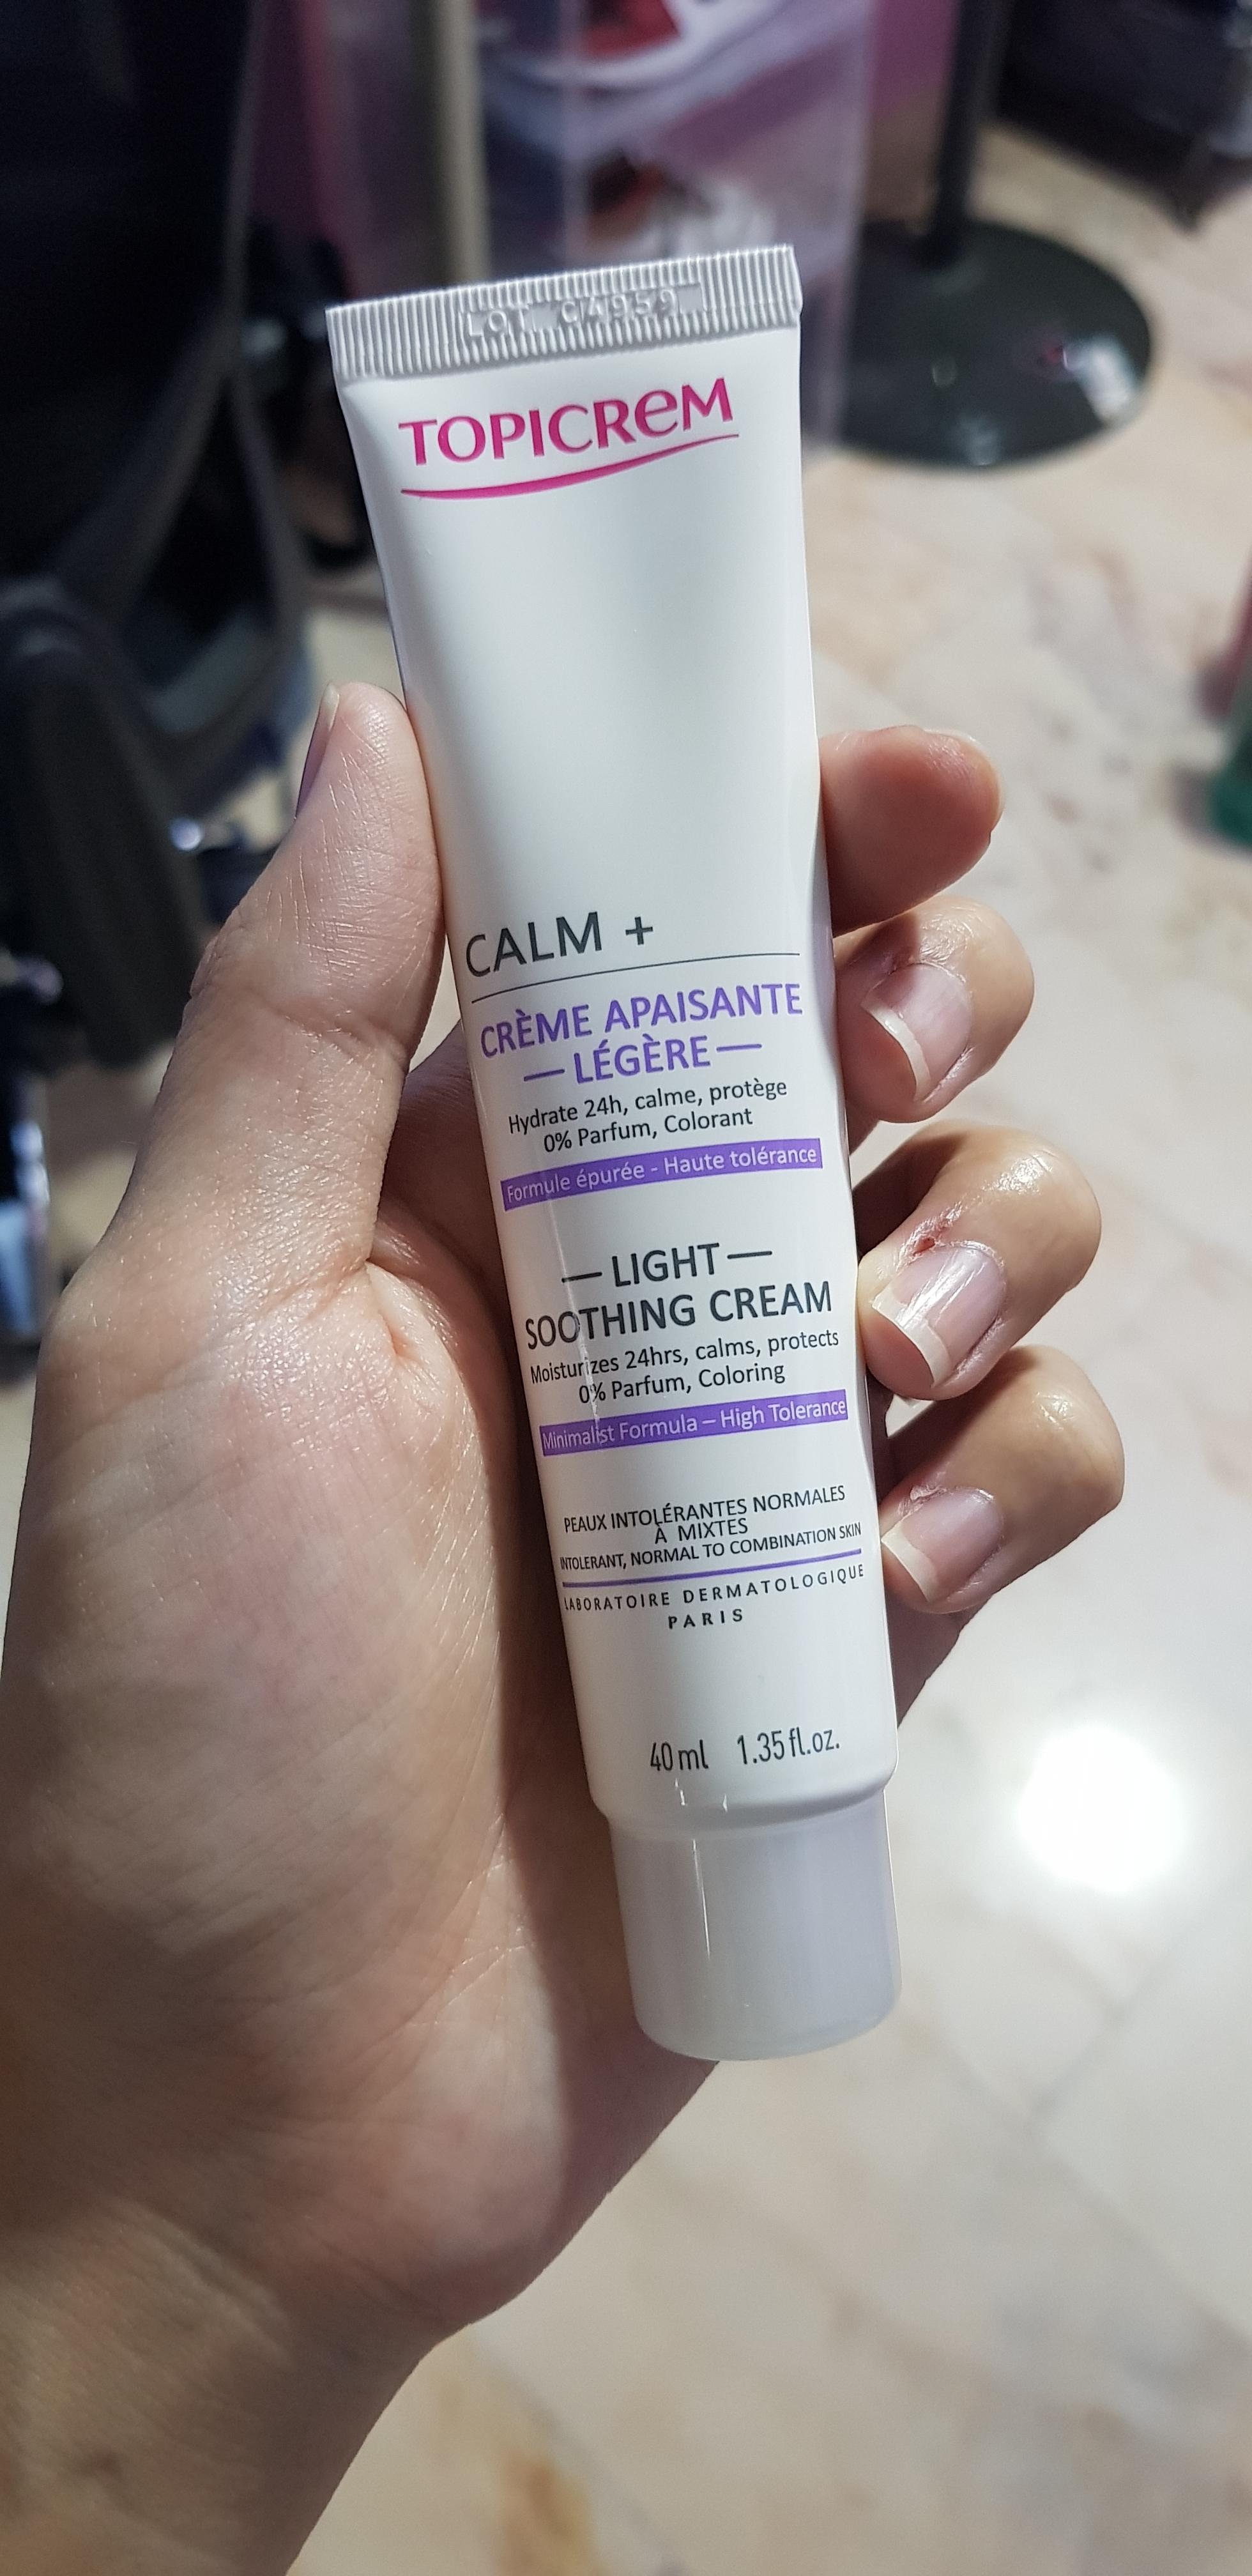 LOT C4959
TOPICREM
CALM +
CRÈME APAISANTE
— LÉGÈRE —
Hydrate 24h, calme, protège
0% Parfum, Colorant
Formule épurée - Haute tolérance
— LIGHT —
SOOTHING CREAM
Moisturizes 24hrs, calms, protects
0% Parfum, Coloring
Minimalist Formula – High Tolerance
PEAUX INTOLÉRANTES NORMALES
À MIXTES
INTOLERANT, NORMAL TO COMBINATION SKIN
LABORATOIRE DERMATOLOGIQUE
PARIS
40 ml 1.35 fl.oz.